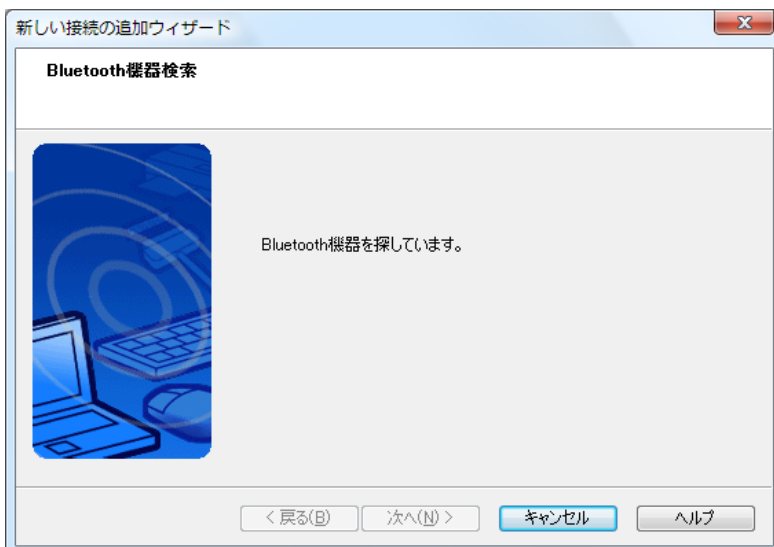 新しい接続の追加ウィザード
Bluetooth機器検索
Bluetooth機器を探しています。
< 戻る(B)
次へ(N) >
キャンセル
ヘルプ